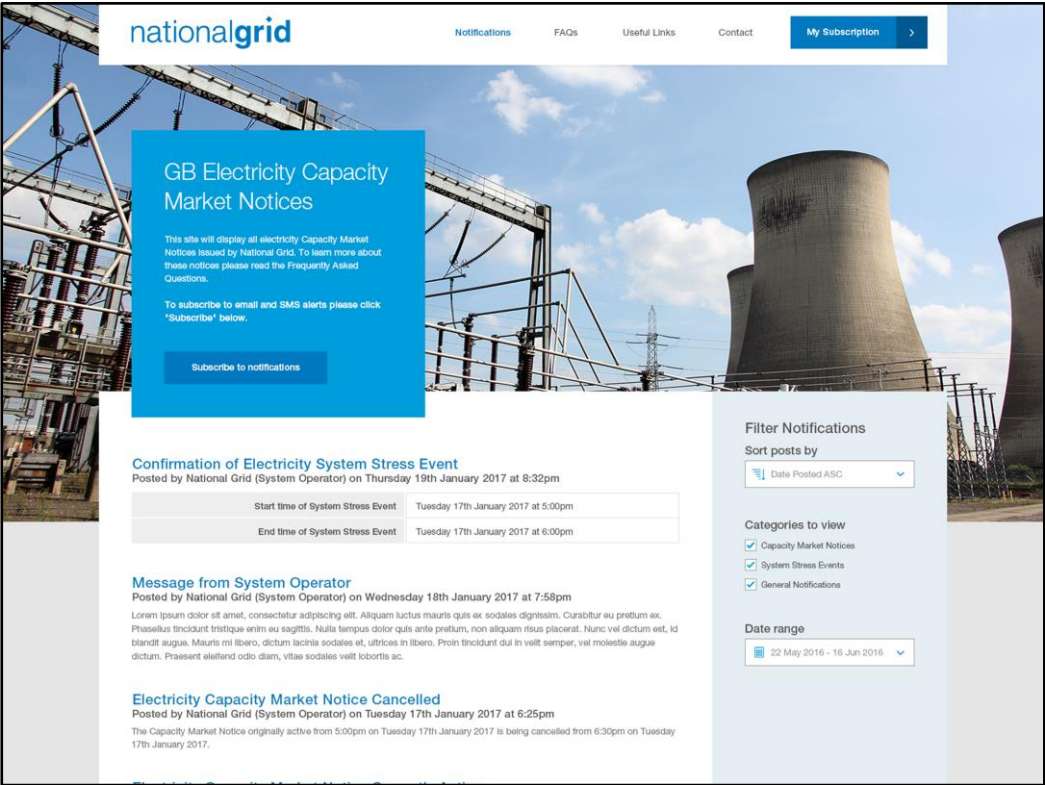 nationalgrid
Notifications
FAQs
Useful Links
Contact
My Subscription
GB Electricity Capacity
Market Notices
This site will display all electricity Capacity Market
Notices issued by National Grid. To learn more about
these notices please read the Frequently Asked
Questions.
To subscribe to email and SMS alerts please click
"Subscribe" below.
Subscribe to notifications
Confirmation of Electricity System Stress Event
Posted by National Grid (System Operator) on Thursday 19th January 2017 at 8:32pm
Start time of System Stress Event Tuesday 17th January 2017 at 5:00pm
End time of System Stress Event Tuesday 17th January 2017 at 6:00pm
Message from System Operator
Posted by National Grid (System Operator) on Wednesday 18th January 2017 at 7:58pm
Lorem ipsum dolor sit amet, consectetur adipiscing elit. Aliquam luctus mauris quis ex sodales dignissim. Curabitur eu pretium ex.
Phasellus tincidunt tristique enim eu sagittis. Nulla tempus dolor quis ante pretium, non aliquam risus placerat. Nunc vel dictum est, id
blandit augue. Mauris mi libero, dictum lacinia sodales et, ultrices in libero. Proin tincidunt dui in velit semper, vel molestie augue
dictum. Praesent eleifend odio diam, vitae sodales velit lobortis ac.
Electricity Capacity Market Notice Cancelled
Posted by National Grid (System Operator) on Tuesday 17th January 2017 at 6:25pm
The Capacity Market Notice originally active from 5:00pm on Tuesday 17th January 2017 is being cancelled from 6:30pm on Tuesday
17th January 2017.
Filter Notifications
Sort posts by
Date Posted ASC
Categories to view
Capacity Market Notices
System Stress Events
General Notifications
Date range
22 May 2016 - 16 Jun 2016